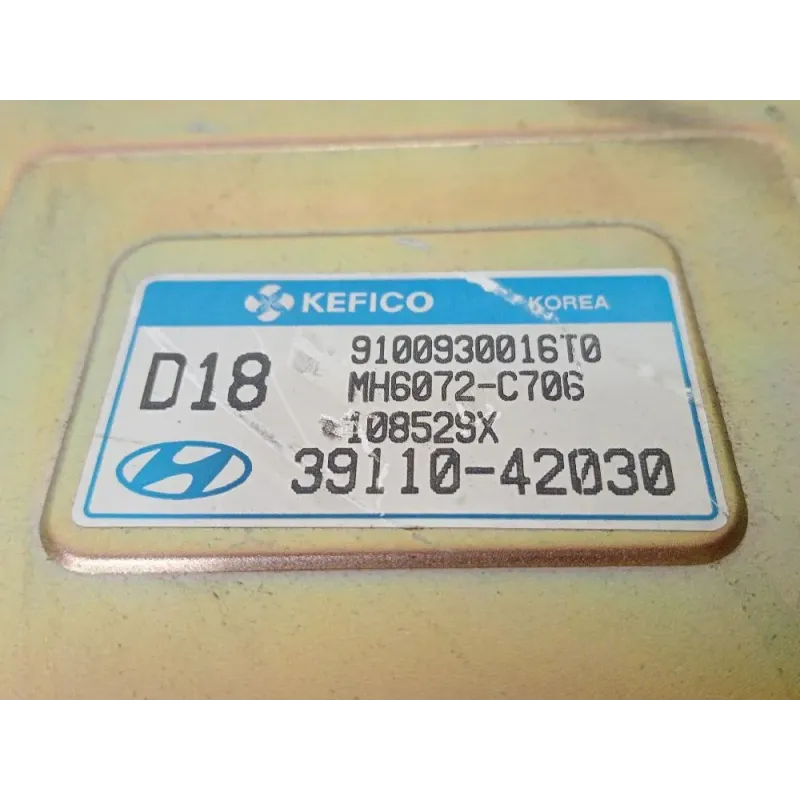 KEFICO KOREA
D18
9100930016T0
MH6072-C706
108529X
39110-42030